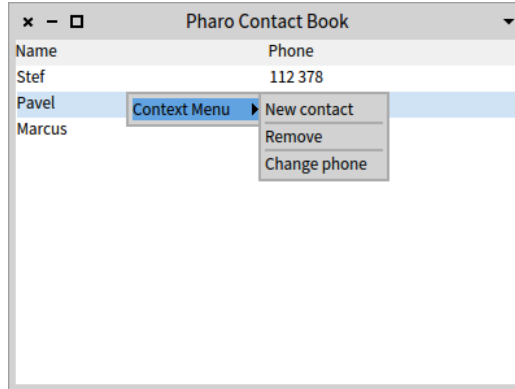 Pharo Contact Book
Name Phone
Stef 112 378
Pavel Context Menu New contact
Marcus Remove
Change phone